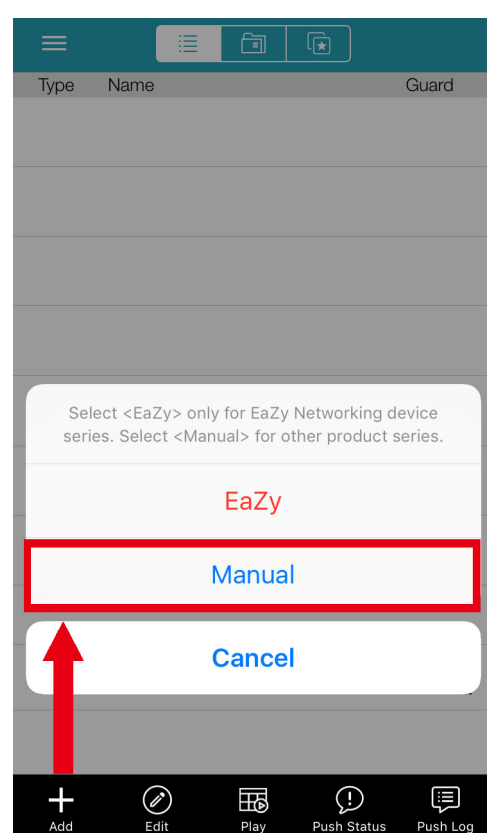 Type Name Guard
Select <EaZy> only for EaZy Networking device
series. Select <Manual> for other product series.
EaZy
Manual
Cancel
Add Edit Play Push Status Push Log